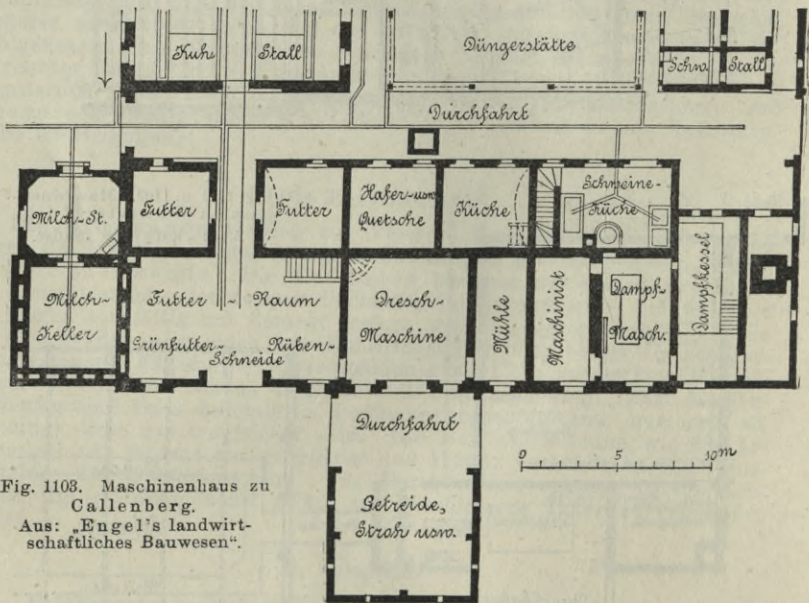 Kuh Stall
Düngerstätte
Schw. Stall
Durchfahrt
Milch-St.
Futter
Futter
Hafer- usw.
Quetsche
Küche
Schweine-
küche
Milch-
Keller
Futter - Raum
Grünfutter- Rüben-
Schneide
Dresch-
Maschine
Mühle
Maschinist
Dampf-
Masch.
Dampfkessel
Durchfahrt
0 5 10m
Getreide,
Stroh usw.
Fig. 1103. Maschinenhaus zu
Callenberg.
Aus: „Engel's landwirt-
schaftliches Bauwesen".